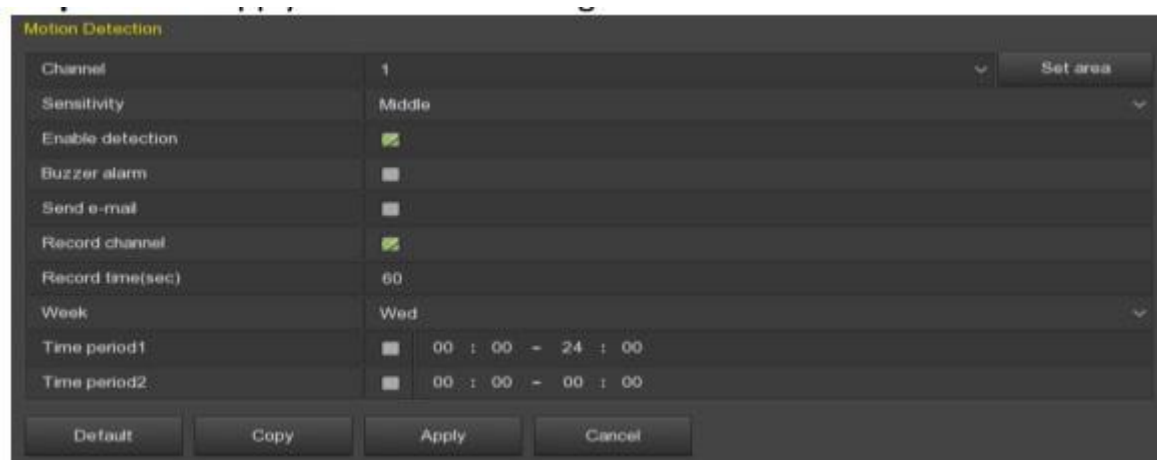 Motion Detection
Channel 1 Set area
Sensitivity Middle
Enable detection
Buzzer alarm
Send e-mail
Record channel
Record time(sec) 60
Week Wed
Time period1 00 : 00 - 24 : 00
Time period2 00 : 00 - 00 : 00
Default Copy Apply Cancel